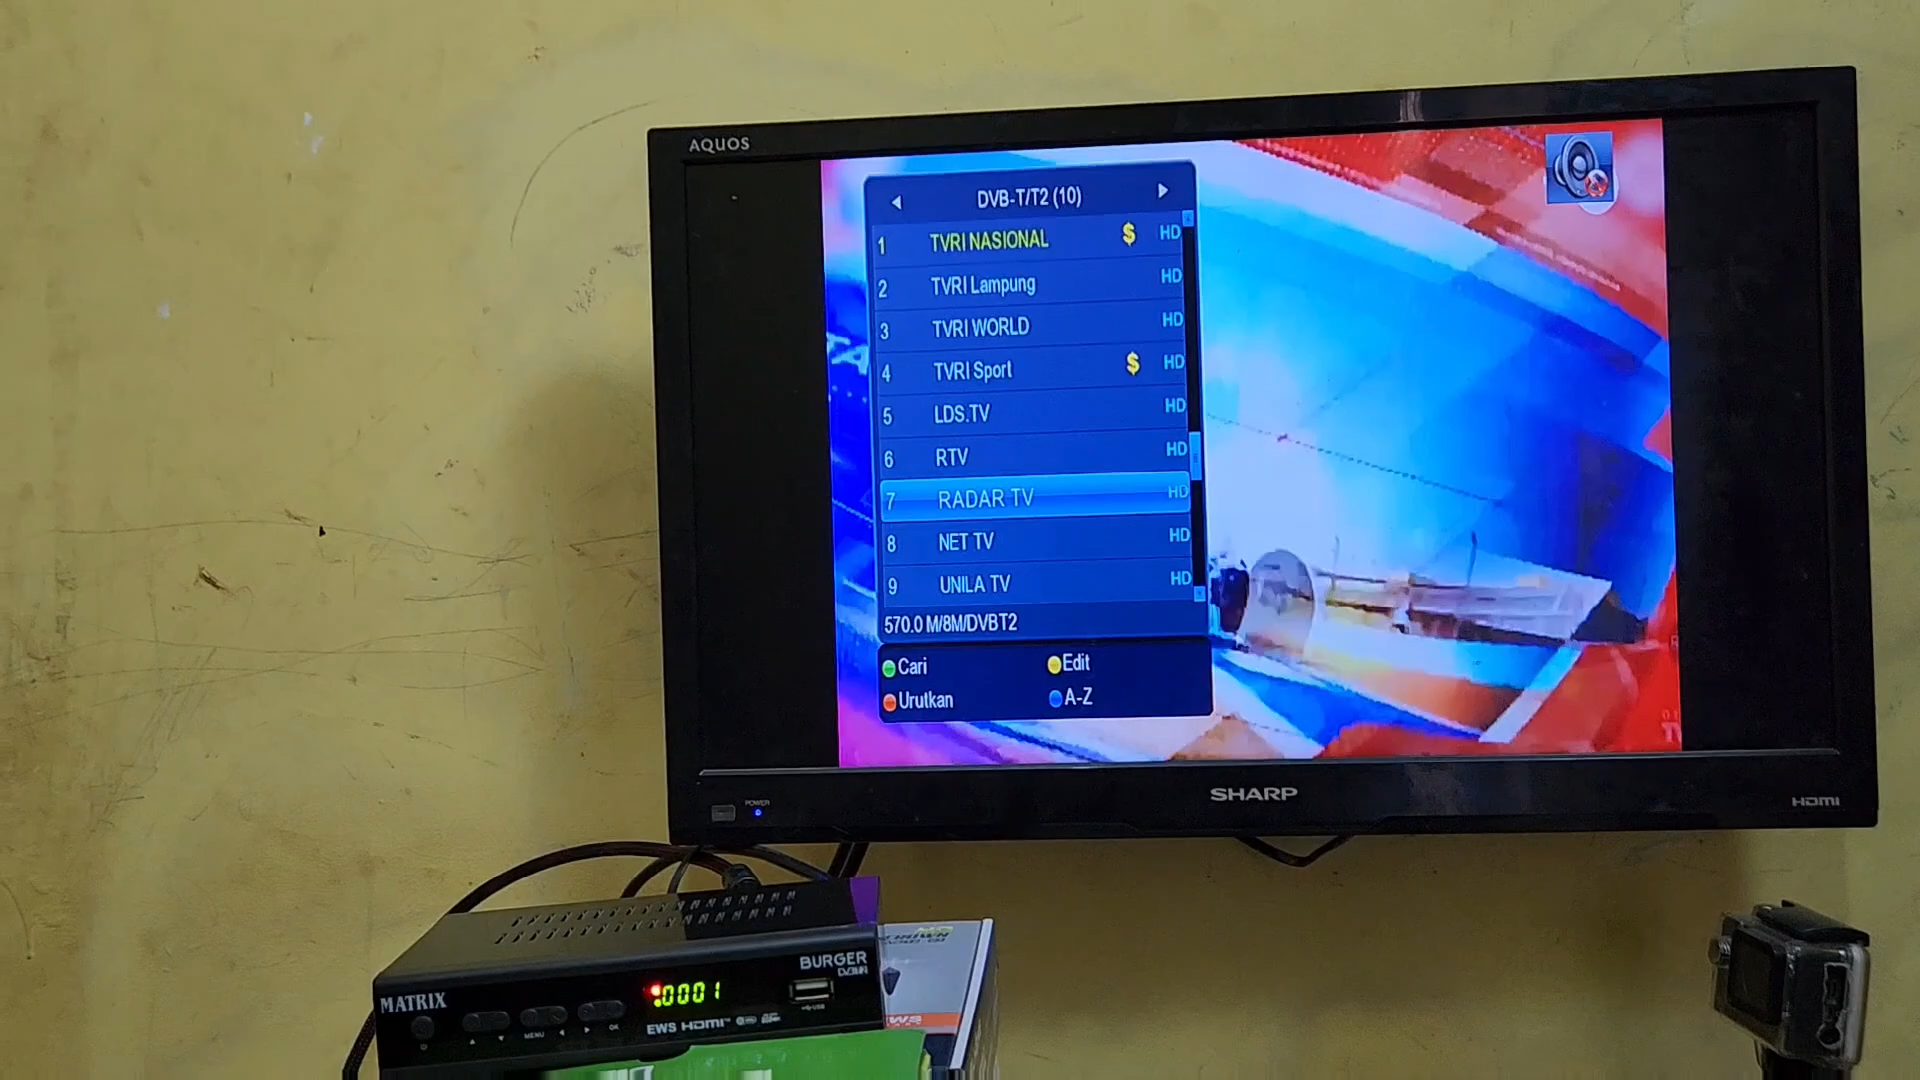 AQUOS
DVB-T/T2 (10)
1 TVRI NASIONAL $ HD
2 TVRI Lampung HD
3 TVRI WORLD HD
4 TVRI Sport $ HD
5 LDS.TV HD
6 RTV HD
7 RADAR TV HD
8 NET TV HD
9 UNILA TV HD
570.0 M/8M/DVBT2
Cari Edit
Urutkan A-Z
SHARP
HDMI
POWER
MATRIX
BURGER
0001
MENU
OK
EWS HDMI
USB